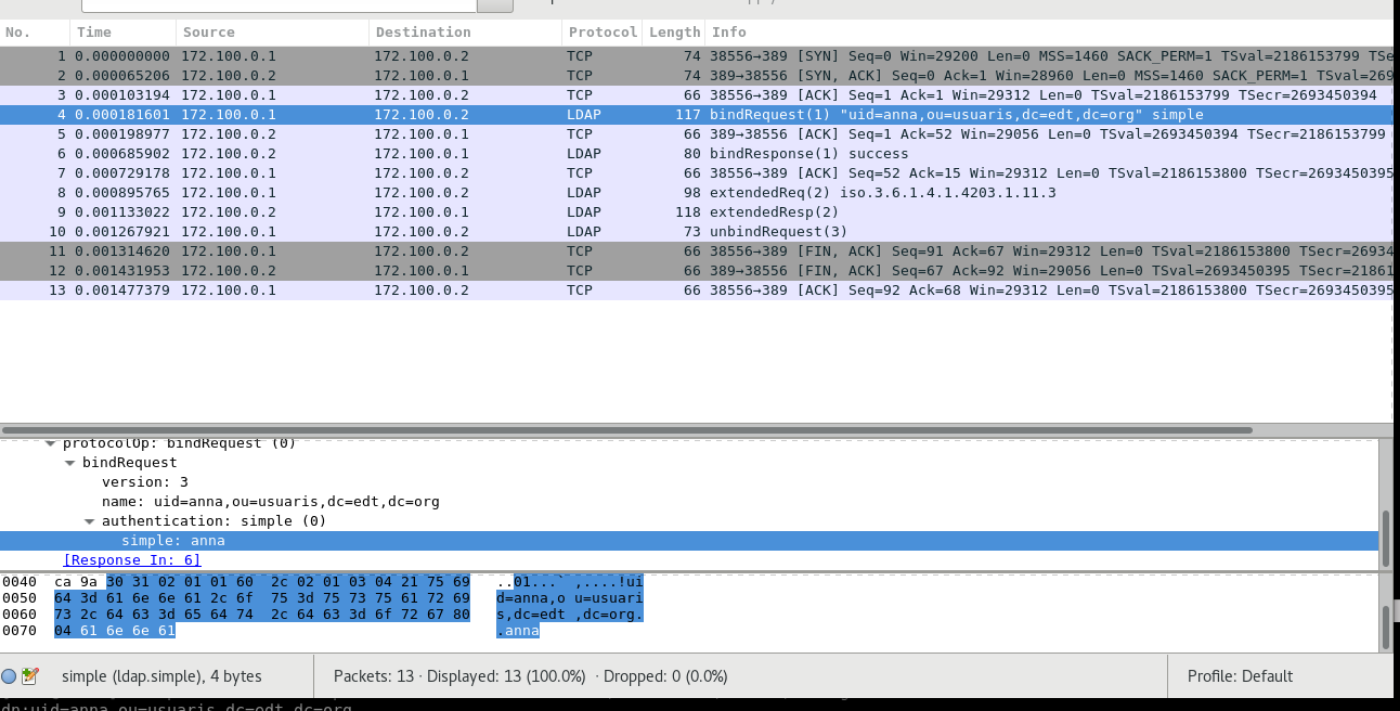 No. Time Source Destination Protocol Length Info
1 0.000000000 172.100.0.1 172.100.0.2 TCP 74 38556→389 [SYN] Seq=0 Win=29200 Len=0 MSS=1460 SACK_PERM=1 TSval=2186153799 TSe
2 0.000065206 172.100.0.2 172.100.0.1 TCP 74 389→38556 [SYN, ACK] Seq=0 Ack=1 Win=28960 Len=0 MSS=1460 SACK_PERM=1 TSval=269
3 0.000103194 172.100.0.1 172.100.0.2 TCP 66 38556→389 [ACK] Seq=1 Ack=1 Win=29312 Len=0 TSval=2186153799 TSecr=2693450394
4 0.000181601 172.100.0.1 172.100.0.2 LDAP 117 bindRequest(1) "uid=anna,ou=usuaris,dc=edt,dc=org" simple
5 0.000198977 172.100.0.2 172.100.0.1 TCP 66 389→38556 [ACK] Seq=1 Ack=52 Win=29056 Len=0 TSval=2693450394 TSecr=2186153799
6 0.000685902 172.100.0.2 172.100.0.1 LDAP 80 bindResponse(1) success
7 0.000729178 172.100.0.1 172.100.0.2 TCP 66 38556→389 [ACK] Seq=52 Ack=15 Win=29312 Len=0 TSval=2186153800 TSecr=2693450395
8 0.000895765 172.100.0.1 172.100.0.2 LDAP 98 extendedReq(2) iso.3.6.1.4.1.4203.1.11.3
9 0.001133022 172.100.0.2 172.100.0.1 LDAP 118 extendedResp(2)
10 0.001267921 172.100.0.1 172.100.0.2 LDAP 73 unbindRequest(3)
11 0.001314620 172.100.0.1 172.100.0.2 TCP 66 38556→389 [FIN, ACK] Seq=91 Ack=67 Win=29312 Len=0 TSval=2186153800 TSecr=26934
12 0.001431953 172.100.0.2 172.100.0.1 TCP 66 389→38556 [FIN, ACK] Seq=67 Ack=92 Win=29056 Len=0 TSval=2693450395 TSecr=21861
13 0.001477379 172.100.0.1 172.100.0.2 TCP 66 38556→389 [ACK] Seq=92 Ack=68 Win=29312 Len=0 TSval=2186153800 TSecr=2693450395
protocolOp: bindRequest (0)
bindRequest
version: 3
name: uid=anna,ou=usuaris,dc=edt,dc=org
authentication: simple (0)
simple: anna
[Response In: 6]
0040 ca 9a 30 31 02 01 01 60 2c 02 01 03 04 21 75 69 ..01...` ,....!ui
0050 64 3d 61 6e 6e 61 2c 6f 75 3d 75 73 75 61 72 69 d=anna,o u=usuari
0060 73 2c 64 63 3d 65 64 74 2c 64 63 3d 6f 72 67 80 s,dc=edt ,dc=org.
0070 04 61 6e 6e 61 .anna
simple (ldap.simple), 4 bytes Packets: 13 · Displayed: 13 (100.0%) · Dropped: 0 (0.0%) Profile: Default
dn:uid=anna,ou=usuaris,dc=edt,dc=org